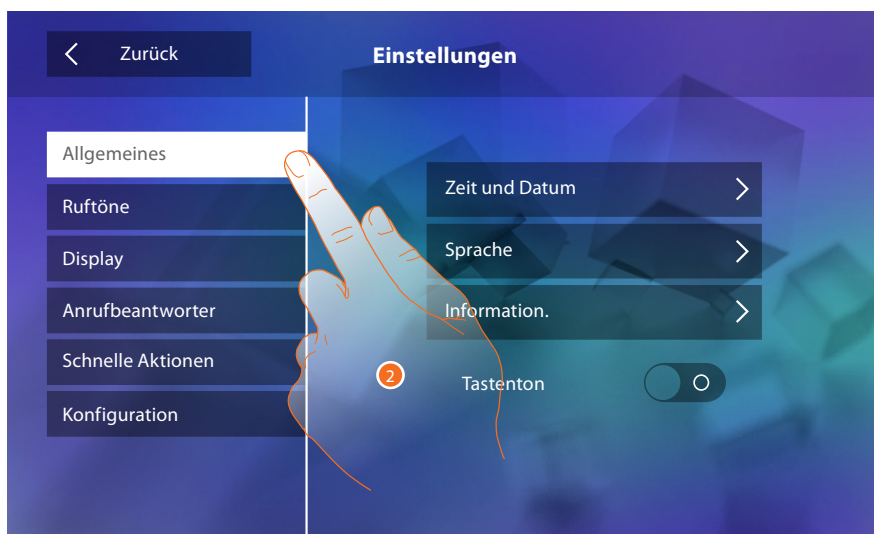 Zurück
Einstellungen
Allgemeines
Ruftöne
Display
Anrufbeantworter
Schnelle Aktionen
Konfiguration
Zeit und Datum
Sprache
Information.
2
Tastenton